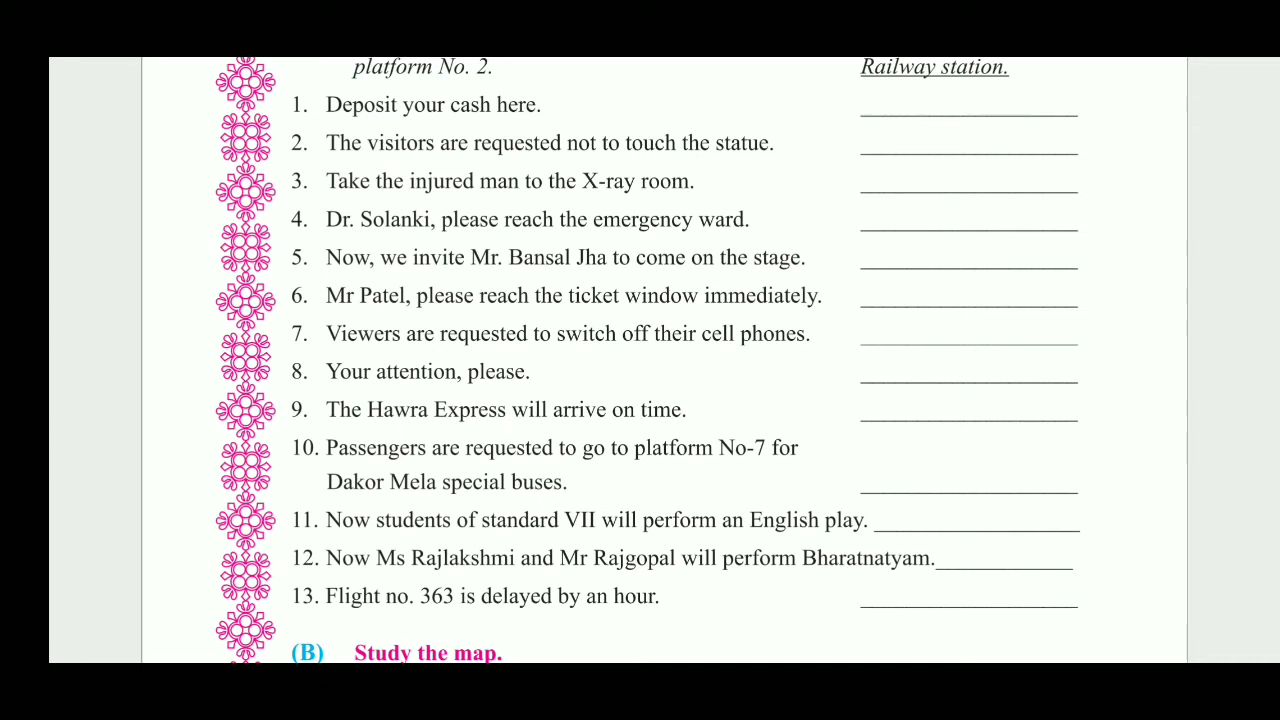 platform No. 2. Railway station.
1. Deposit your cash here.
2. The visitors are requested not to touch the statue.
3. Take the injured man to the X-ray room.
4. Dr. Solanki, please reach the emergency ward.
5. Now, we invite Mr. Bansal Jha to come on the stage.
6. Mr Patel, please reach the ticket window immediately.
7. Viewers are requested to switch off their cell phones.
8. Your attention, please.
9. The Hawra Express will arrive on time.
10. Passengers are requested to go to platform No-7 for
Dakor Mela special buses.
11. Now students of standard VII will perform an English play.
12. Now Ms Rajlakshmi and Mr Rajgopal will perform Bharatnatyam.
13. Flight no. 363 is delayed by an hour.
(B) Study the map.